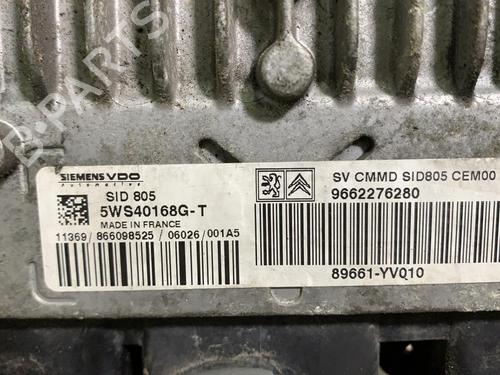 B-PARTS
SIEMENS VDO
Automotive
SID 805
5WS40168G-T
MADE IN FRANCE
11369/866098525 /06026/001A5
SV CMMD SID805 CEM00
9662276280
89661-YV010